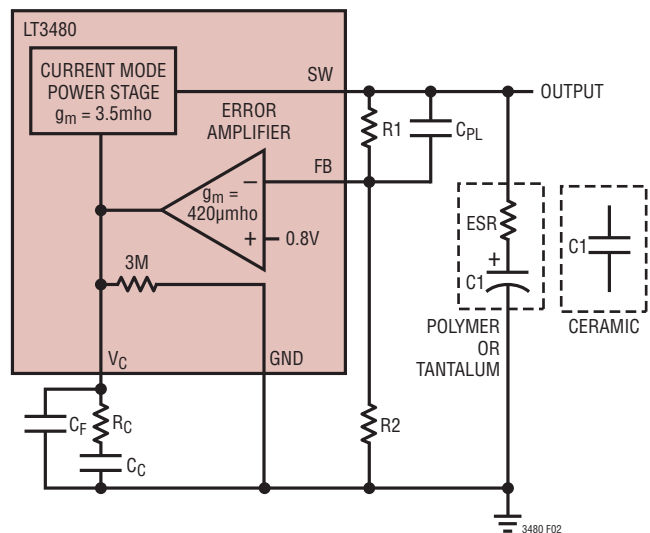 LT3480
CURRENT MODE
POWER STAGE
gm = 3.5mho
SW
OUTPUT
ERROR
AMPLIFIER
R1
CPL
FB
gm =
420µmho
–
+
0.8V
3M
ESR
+
C1
C1
POLYMER
OR
TANTALUM
CERAMIC
VC
GND
CF
RC
CC
R2
3480 F02